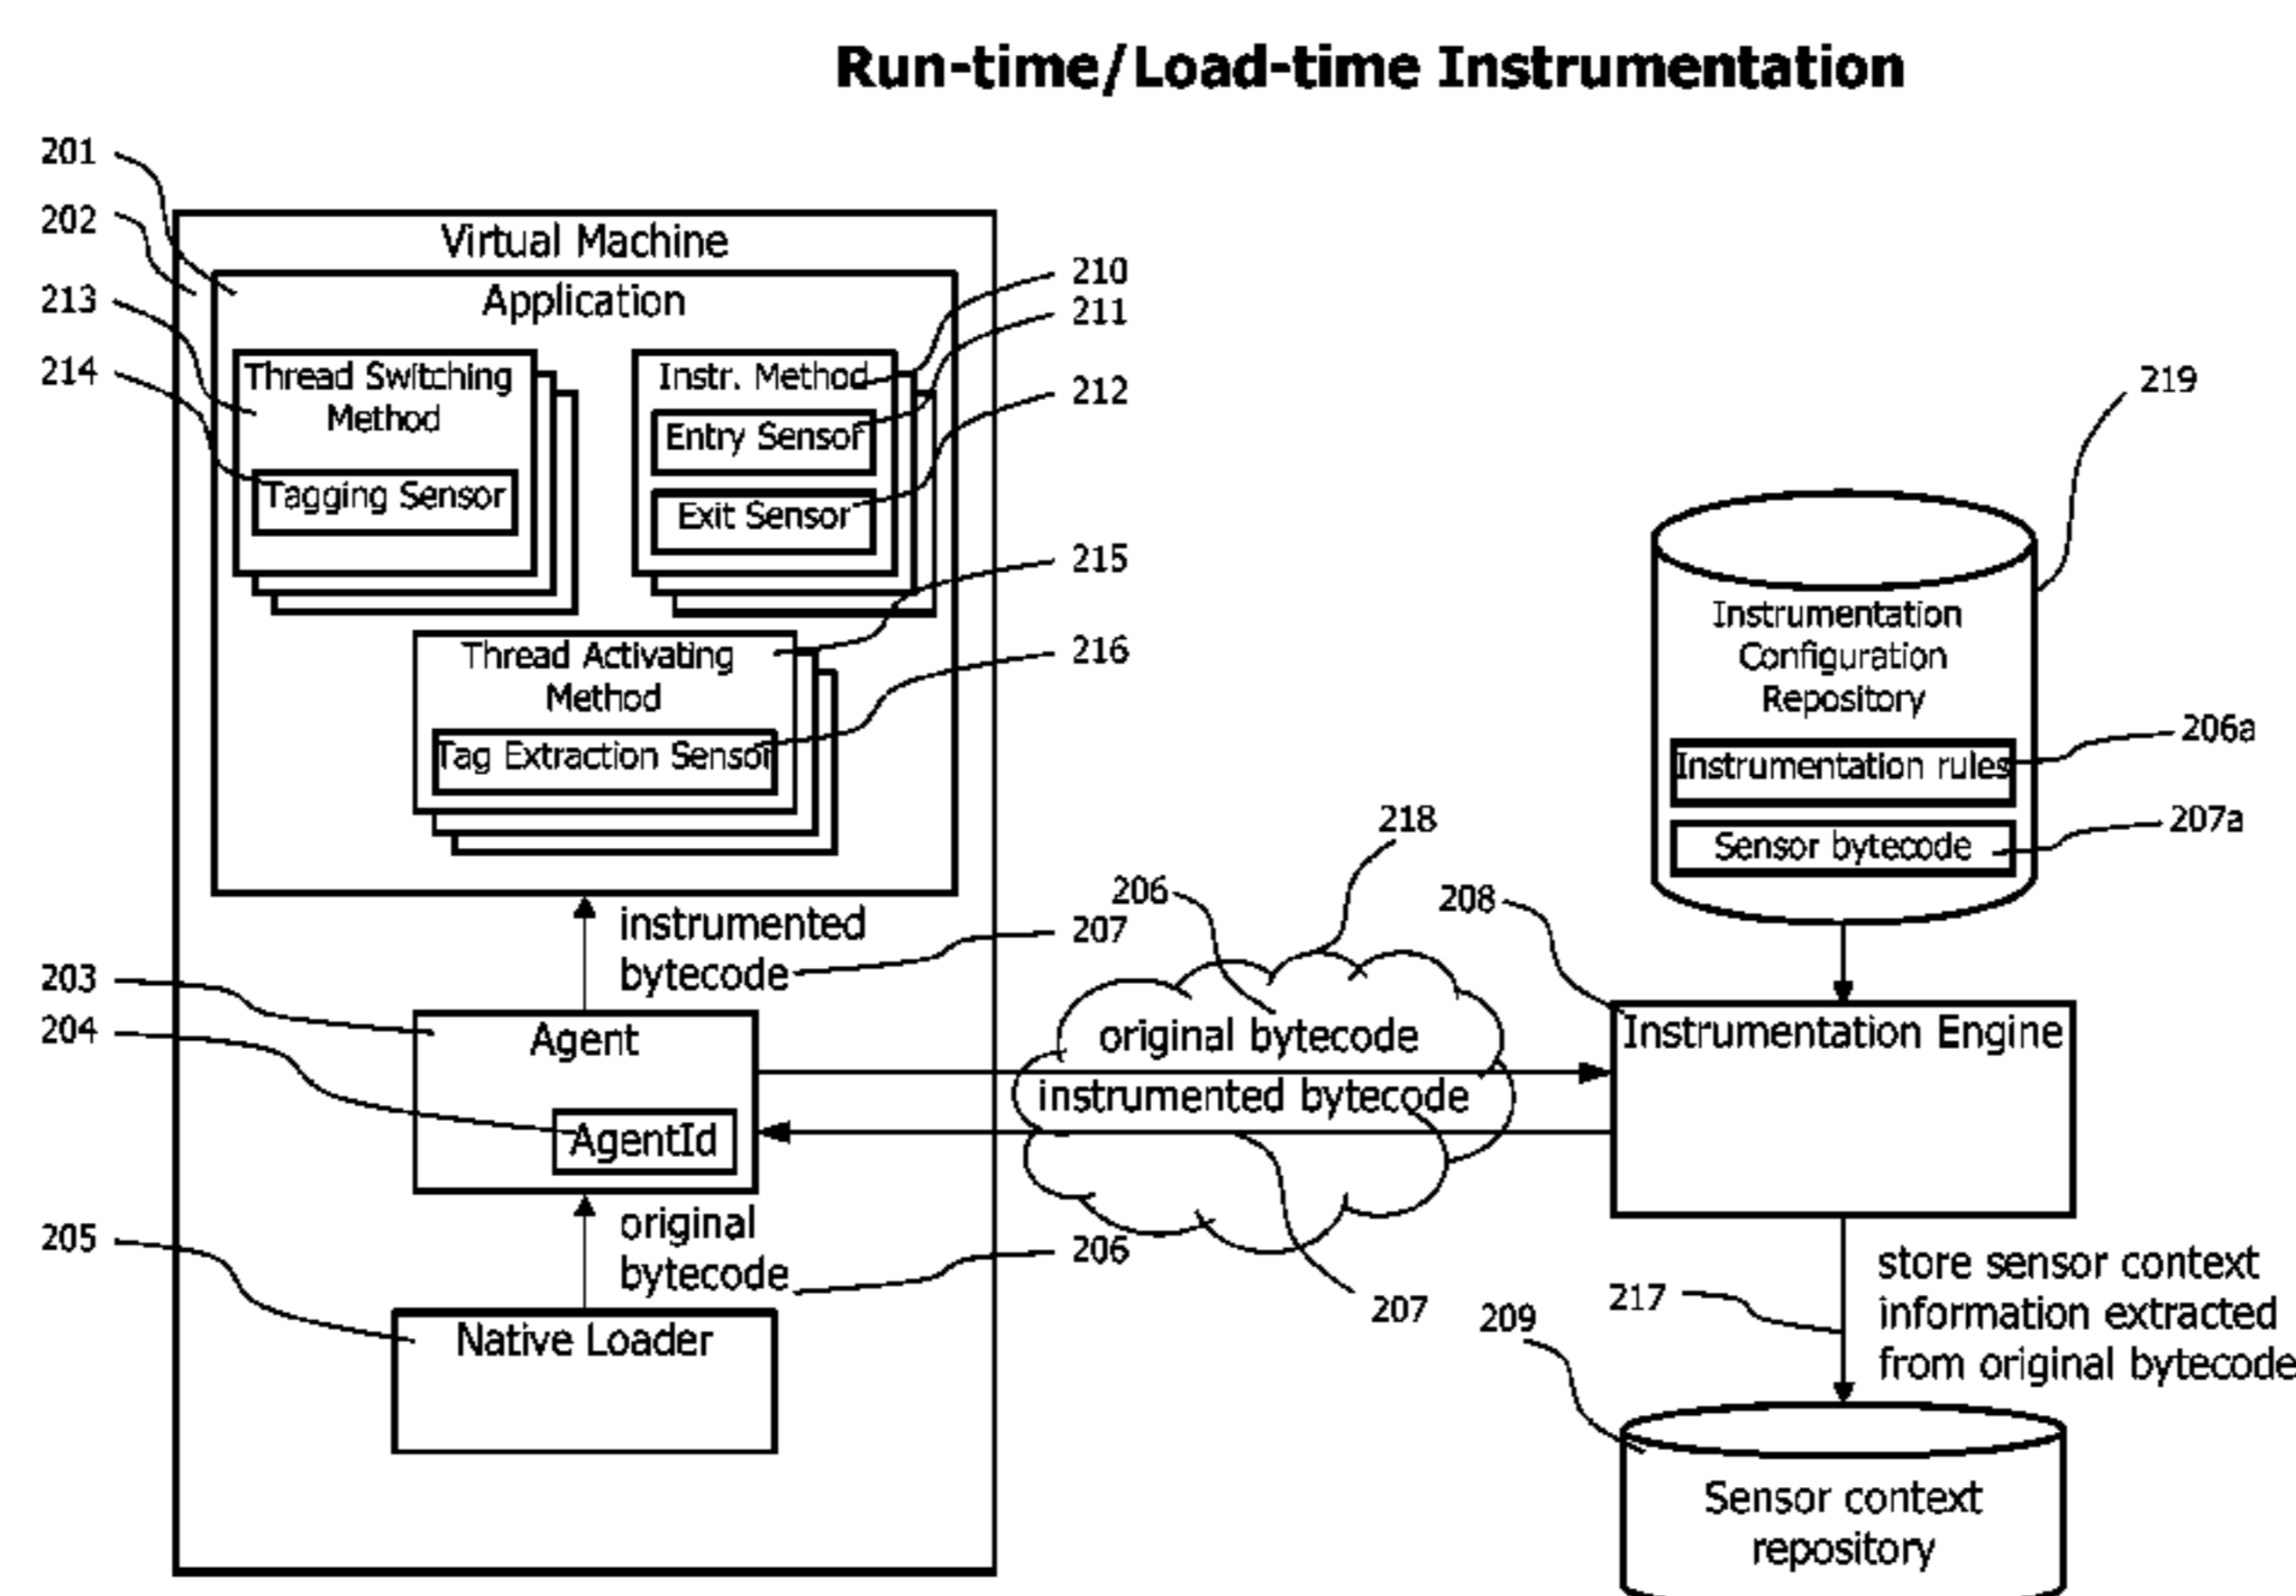 Run-time/Load-time Instrumentation
201
202
213
214
Virtual Machine
Application
Thread Switching
Method
Tagging Sensor
Instr. Method
Entry Sensor
Exit Sensor
210
211
212
Thread Activating
Method
Tag Extraction Sensor
215
216
219
Instrumentation
Configuration
Repository
Instrumentation rules
Sensor bytecode
206a
207a
instrumented
bytecode
207
203
204
Agent
AgentId
original
bytecode
206
205
Native Loader
218
206
original bytecode
instrumented bytecode
207
208
Instrumentation Engine
217
store sensor context
information extracted
from original bytecode
209
Sensor context
repository